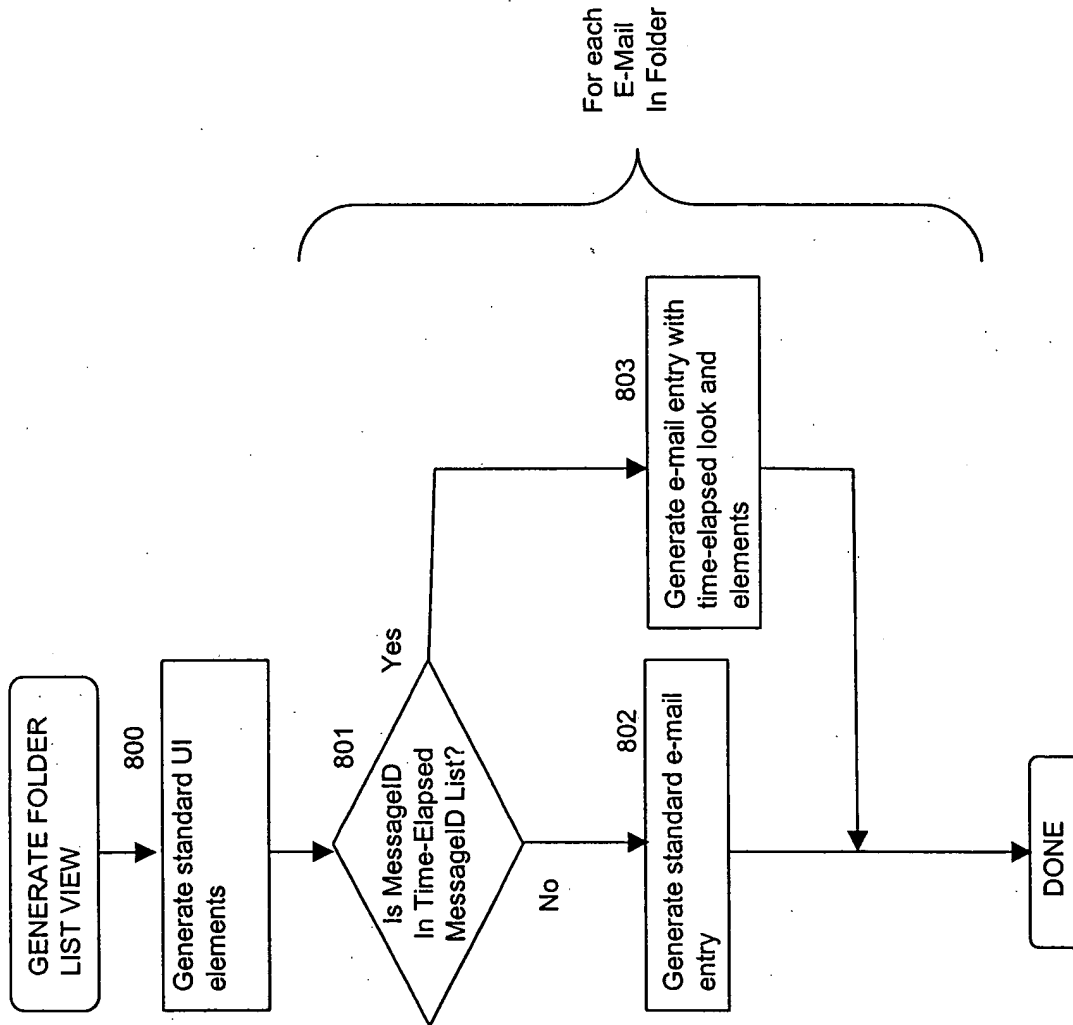 GENERATE FOLDER
LIST VIEW
800
Generate standard UI
elements
801
Is MessageID
In Time-Elapsed
MessageID List?
Yes
No
802
Generate standard e-mail
entry
803
Generate e-mail entry with
time-elapsed look and
elements
For each
E-Mail
In Folder
DONE